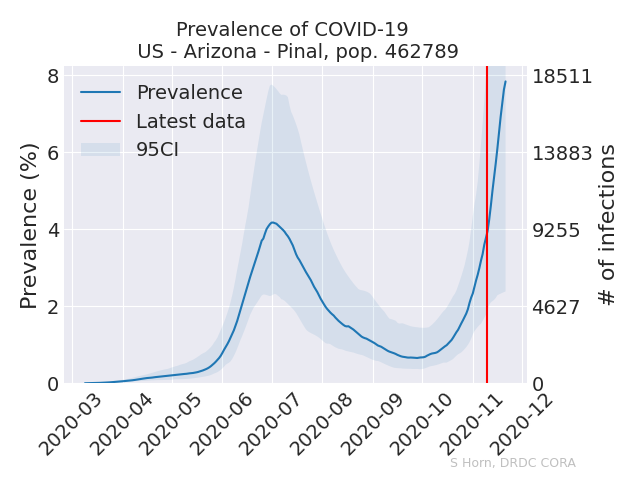 Prevalence of COVID-19
US - Arizona - Pinal, pop. 462789
Prevalence
Latest data
95CI
Prevalence (%)
8
6
4
2
0
18511
13883
9255
4627
0
# of infections
2020-03
2020-04
2020-05
2020-06
2020-07
2020-08
2020-09
2020-10
2020-11
2020-12
S Horn, DRDC CORA